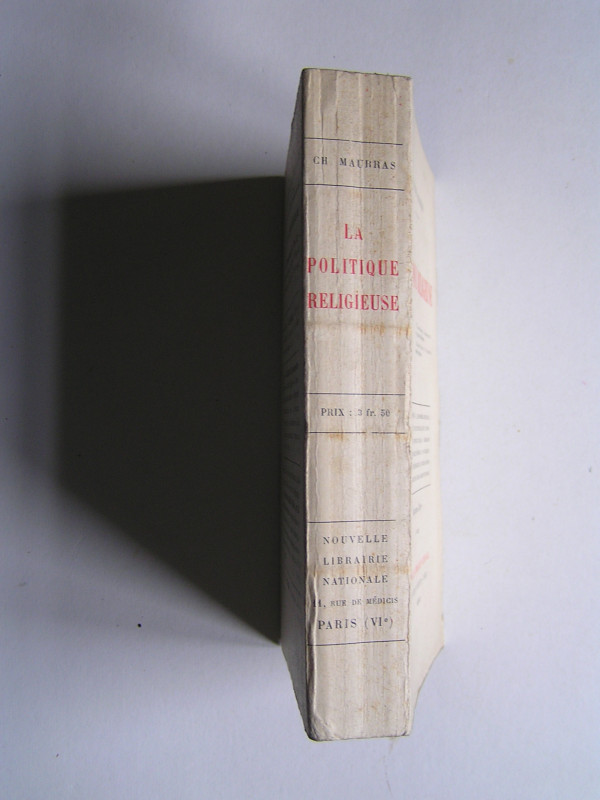 CH MAURRAS
LA
POLITIQUE
RELIGIEUSE
PRIX : 3 fr. 50
NOUVELLE
LIBRAIRIE
NATIONALE
11, RUE DE MÉDICIS
PARIS (VIe)